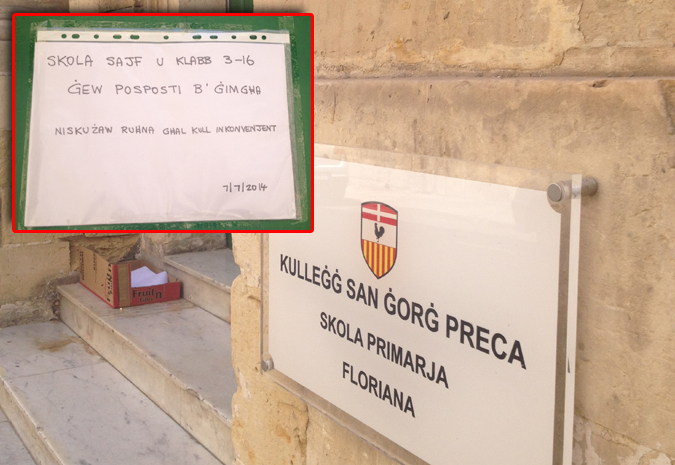 SKOLA SAJF U KLABB 3-16
ĠEW POSPOSTI B'ĠIMGĦA
NISKUŻAW RUĦNA GĦAL KULL INKONVENJENT
7/7/2014
KULLEĠĠ SAN ĠORĠ PRECA
SKOLA PRIMARJA
FLORIANA